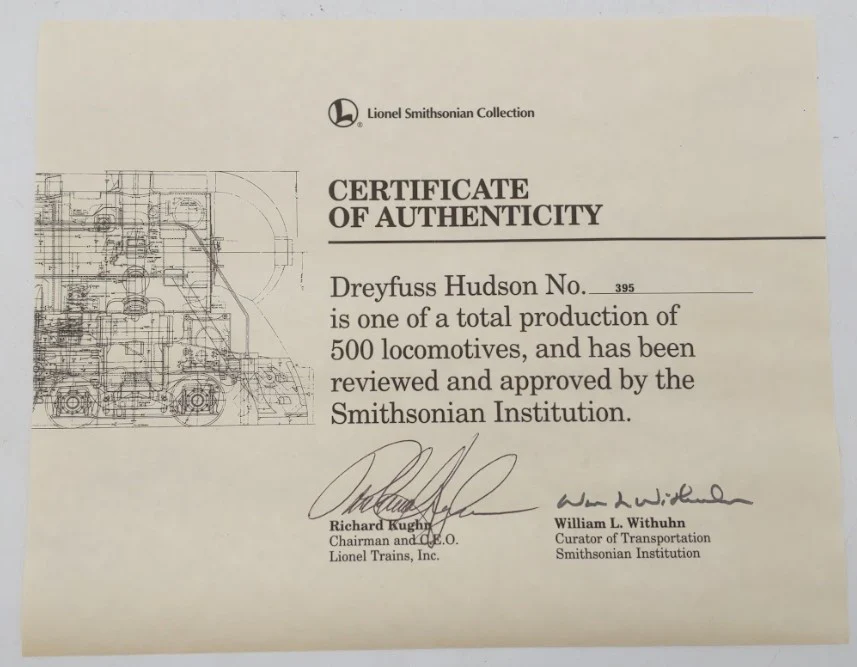 L ® Lionel Smithsonian Collection
CERTIFICATE
OF AUTHENTICITY
Dreyfuss Hudson No. 395
is one of a total production of
500 locomotives, and has been
reviewed and approved by the
Smithsonian Institution.
Richard Kughn
Chairman and C.E.O.
Lionel Trains, Inc.
Wm L Withuhn
William L. Withuhn
Curator of Transportation
Smithsonian Institution